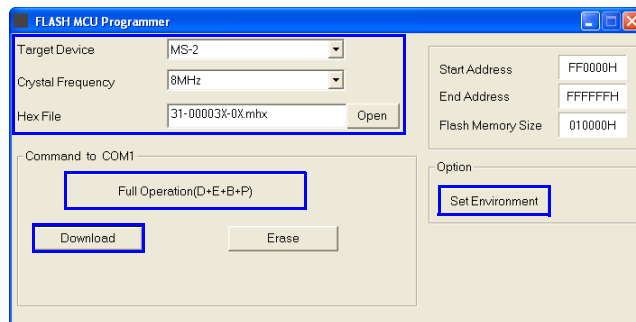 FLASH MCU Programmer
Target Device MS-2
Crystal Frequency 8MHz
Hex File 31-00003X-0X.mhx Open
Start Address FF0000H
End Address FFFFFFH
Flash Memory Size 010000H
Command to COM1
Full Operation(D+E+B+P)
Download Erase
Option
Set Environment